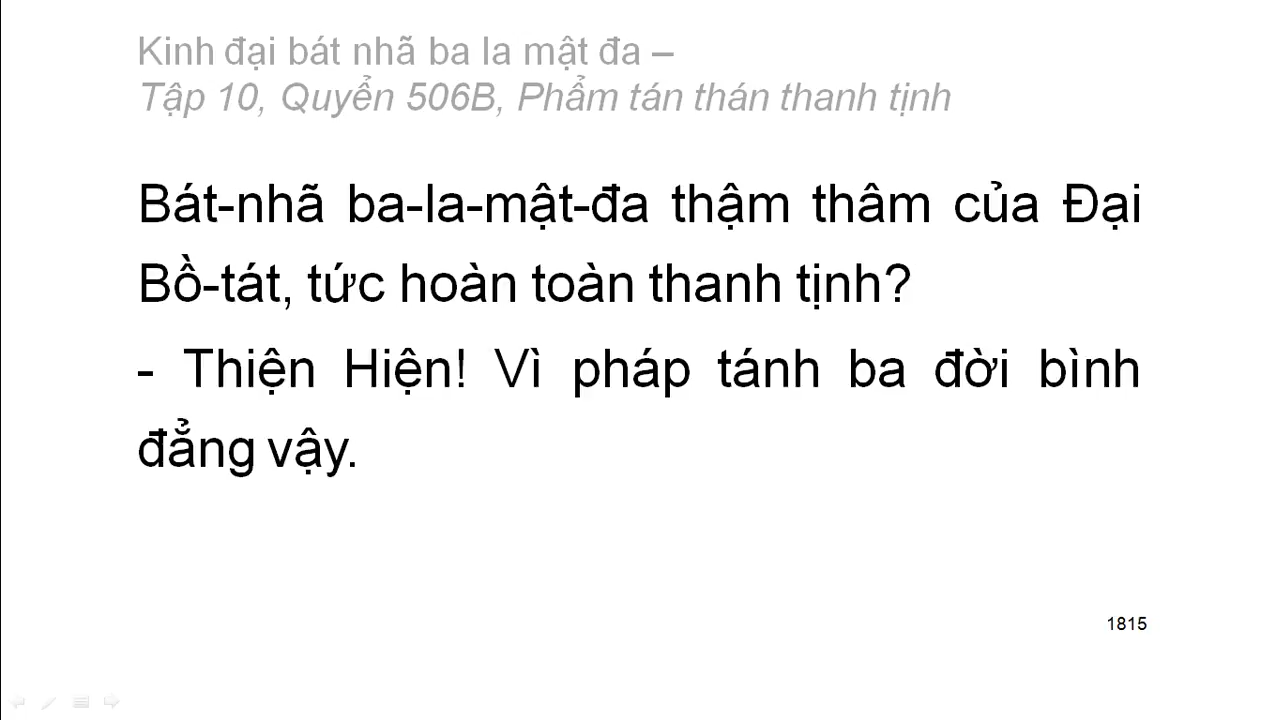 Kinh đại bát nhã ba la mật đa –
Tập 10, Quyển 506B, Phẩm tán thán thanh tịnh
Bát-nhã ba-la-mật-đa thậm thâm của Đại
Bồ-tát, tức hoàn toàn thanh tịnh?
- Thiện Hiện! Vì pháp tánh ba đời bình
đẳng vậy.
1815